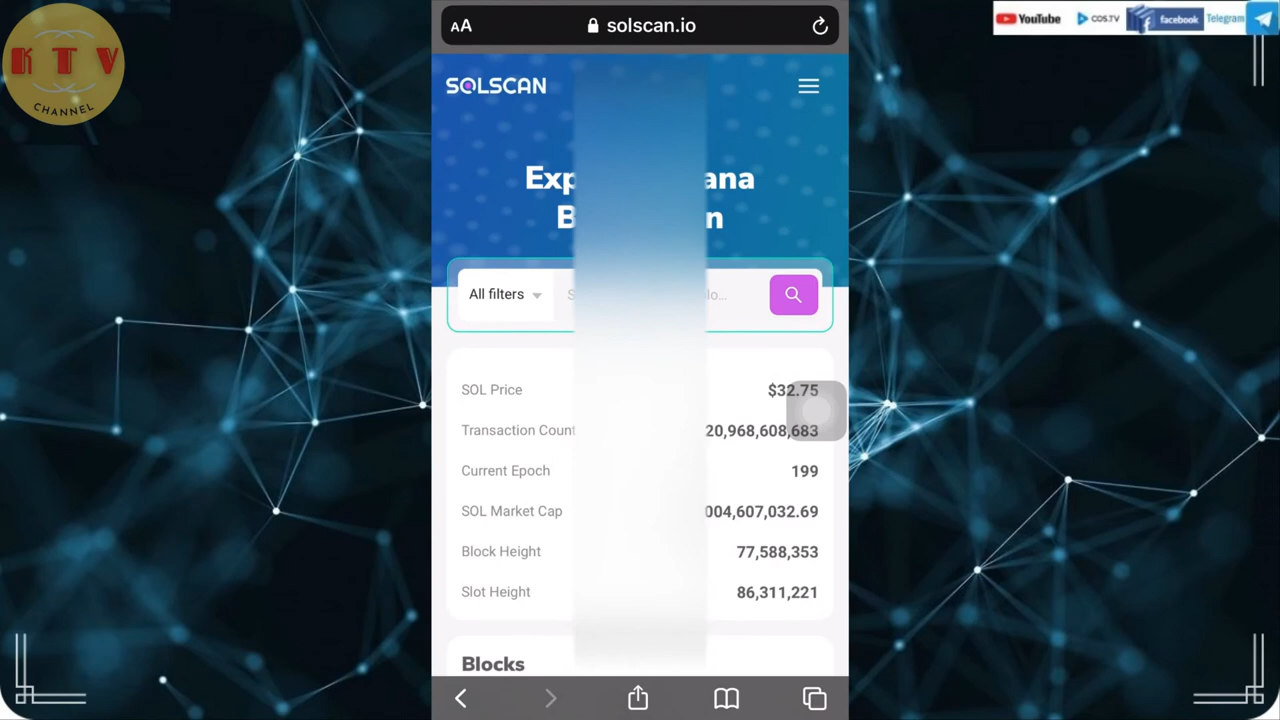 KTV
CHANNEL
YouTube
COS.TV
facebook
Telegram
AA
solscan.io
SOLSCAN
All filters
SOL Price
$32.75
Transaction Count
20,968,608,683
Current Epoch
199
SOL Market Cap
004,607,032.69
Block Height
77,588,353
Slot Height
86,311,221
Blocks